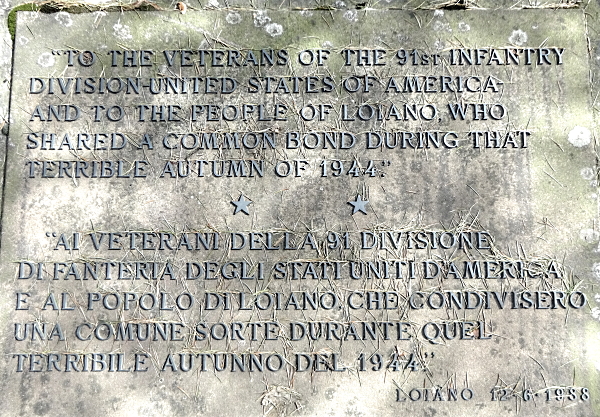 "TO THE VETERANS OF THE 91ST INFANTRY
DIVISION-UNITED STATES OF AMERICA-
AND TO THE PEOPLE OF LOIANO, WHO
SHARED A COMMON BOND DURING THAT
TERRIBLE AUTUMN OF 1944."
"AI VETERANI DELLA 91 DIVISIONE
DI FANTERIA DEGLI STATI UNITI D'AMERICA
E AL POPOLO DI LOIANO, CHE CONDIVISERO
UNA COMUNE SORTE DURANTE QUEL
TERRIBILE AUTUNNO DEL 1944"
LOIANO 12·6·1988